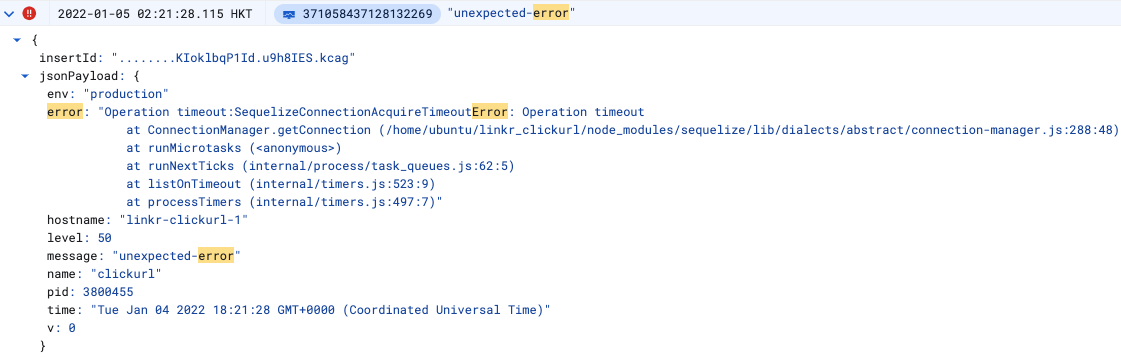 2022-01-05 02:21:28.115 HKT 371058437128132269 "unexpected-error"
{
insertId: "........KIoklbqP1Id.u9h8IES.kcag"
jsonPayload: {
env: "production"
error: "Operation timeout:SequelizeConnectionAcquireTimeoutError: Operation timeout
at ConnectionManager.getConnection (/home/ubuntu/linkr_clickurl/node_modules/sequelize/lib/dialects/abstract/connection-manager.js:288:48)
at runMicrotasks (<anonymous>)
at runNextTicks (internal/process/task_queues.js:62:5)
at listOnTimeout (internal/timers.js:523:9)
at processTimers (internal/timers.js:497:7)"
hostname: "linkr-clickurl-1"
level: 50
message: "unexpected-error"
name: "clickurl"
pid: 3800455
time: "Tue Jan 04 2022 18:21:28 GMT+0000 (Coordinated Universal Time)"
v: 0
}